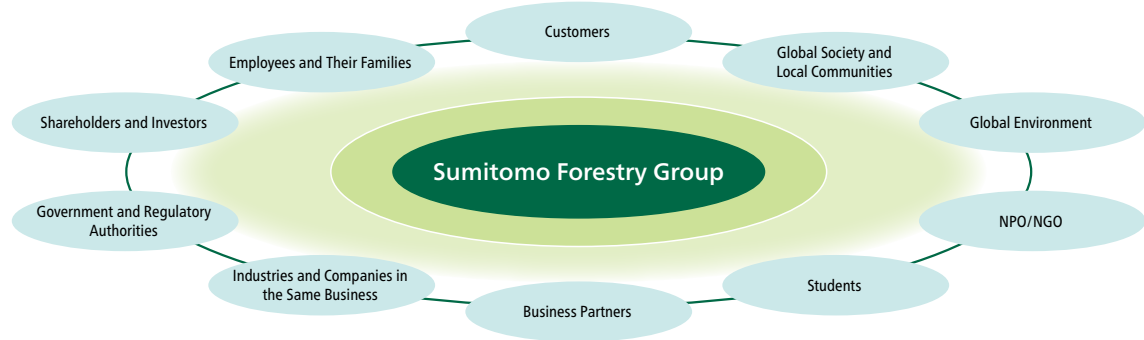 Customers
Employees and Their Families
Global Society and
Local Communities
Shareholders and Investors
Global Environment
Sumitomo Forestry Group
Government and Regulatory
Authorities
NPO/NGO
Industries and Companies in
the Same Business
Students
Business Partners